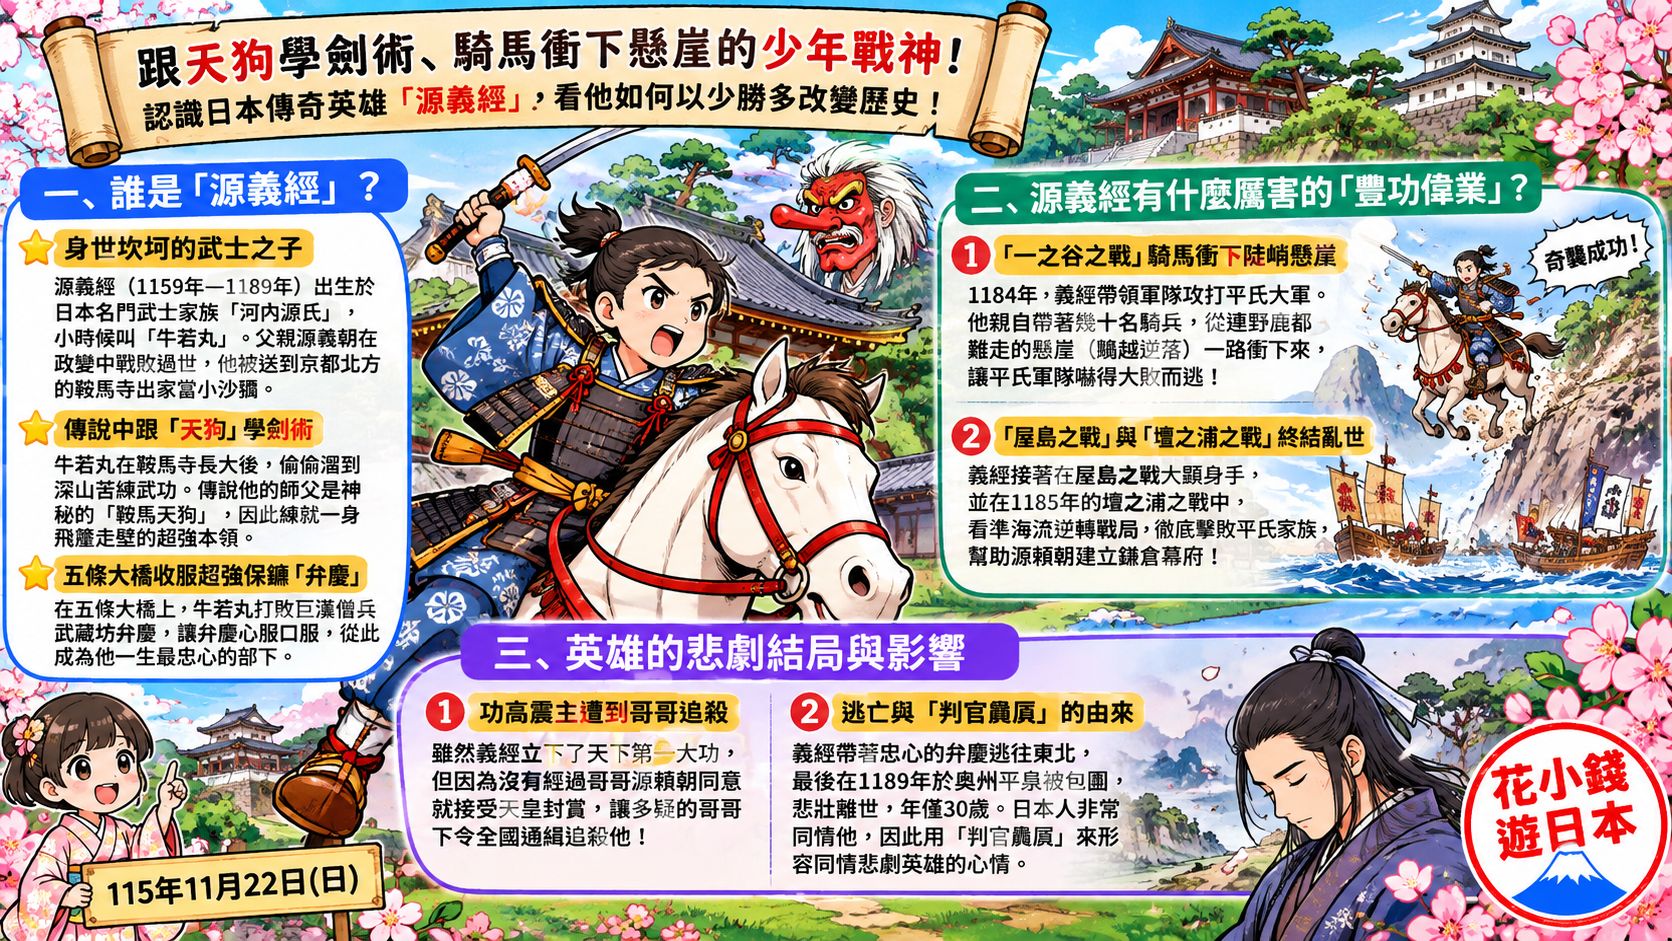 跟天狗學劍術、騎馬衝下懸崖的少年戰神！
認識日本傳奇英雄「源義經」，看他如何以少勝多改變歷史！
一、誰是「源義經」？
身世坎坷的武士之子
源義經（1159年—1189年）出生於
日本名門武士家族「河內源氏」，
小時候叫「牛若丸」。父親源義朝在
政變中戰敗過世，他被送到京都北方
的鞍馬寺出家當小沙彌。
傳說中跟「天狗」學劍術
牛若丸在鞍馬寺長大後，偷偷溜到
深山苦練武功。傳說他的師父是神
秘的「鞍馬天狗」，因此練就一身
飛簷走壁的超強本領。
五條大橋收服超強保鑣「弁慶」
在五條大橋上，牛若丸打敗巨漢僧兵
武蔵坊弁慶，讓弁慶心服口服，從此
成為他一生最忠心的部下。
115年11月22日(日)
二、源義經有什麼厲害的「豐功偉業」？
1 「一之谷之戰」騎馬衝下陡峭懸崖
1184年，義經帶領軍隊攻打平氏大軍。
他親自帶著幾十名騎兵，從連野鹿都
難走的懸崖（鵯越逆落）一路衝下來，
讓平氏軍隊嚇得大敗而逃！
奇襲成功！
2 「屋島之戰」與「壇之浦之戰」終結亂世
義經接著在屋島之戰大顯身手，
並在1185年的壇之浦之戰中，
看準海流逆轉戰局，徹底擊敗平氏家族，
幫助源頼朝建立鎌倉幕府！
三、英雄的悲劇結局與影響
1 功高震主遭到哥哥追殺
雖然義經立下了天下第一大功，
但因為沒有經過哥哥源頼朝同意
就接受天皇封賞，讓多疑的哥哥
下令全國通緝追殺他！
2 逃亡與「判官贔屓」的由來
義經帶著忠心的弁慶逃往東北，
最後在1189年於奧州平泉被包圍，
悲壯離世，年僅30歲。日本人非常
同情他，因此用「判官贔屓」來形
容同情悲劇英雄的心情。
花小錢
遊日本